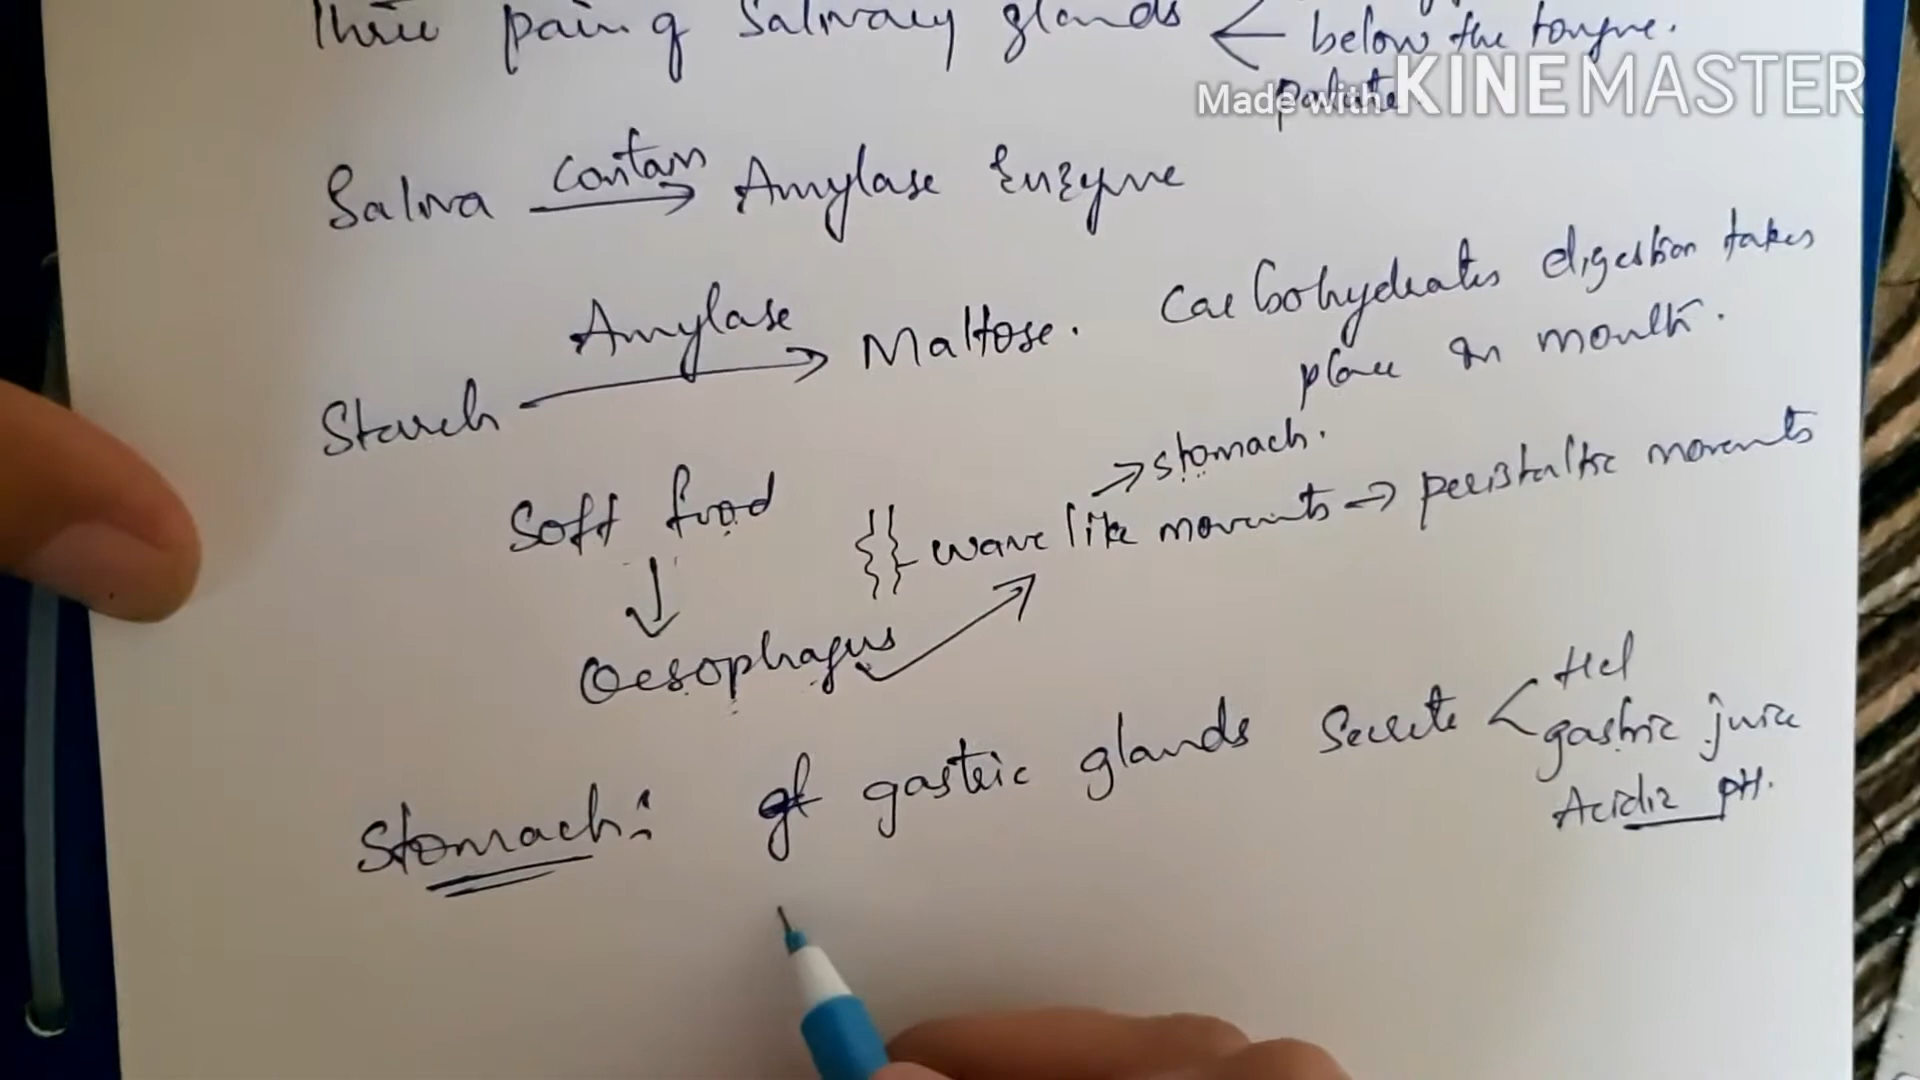 Three pair of Salivary glands ← below the tongue.
palate
Made with KINEMASTER
Saliva contain → Amylase Enzyme
Starch Amylase → Maltose. Carbohydrates digestion takes
place in mouth.
→ stomach.
Soft food
wave like movements → peristaltic movements
↓
Oesophagus
Stomach: gastric glands Secrete < Hcl
gastric juice
Acidic pH.